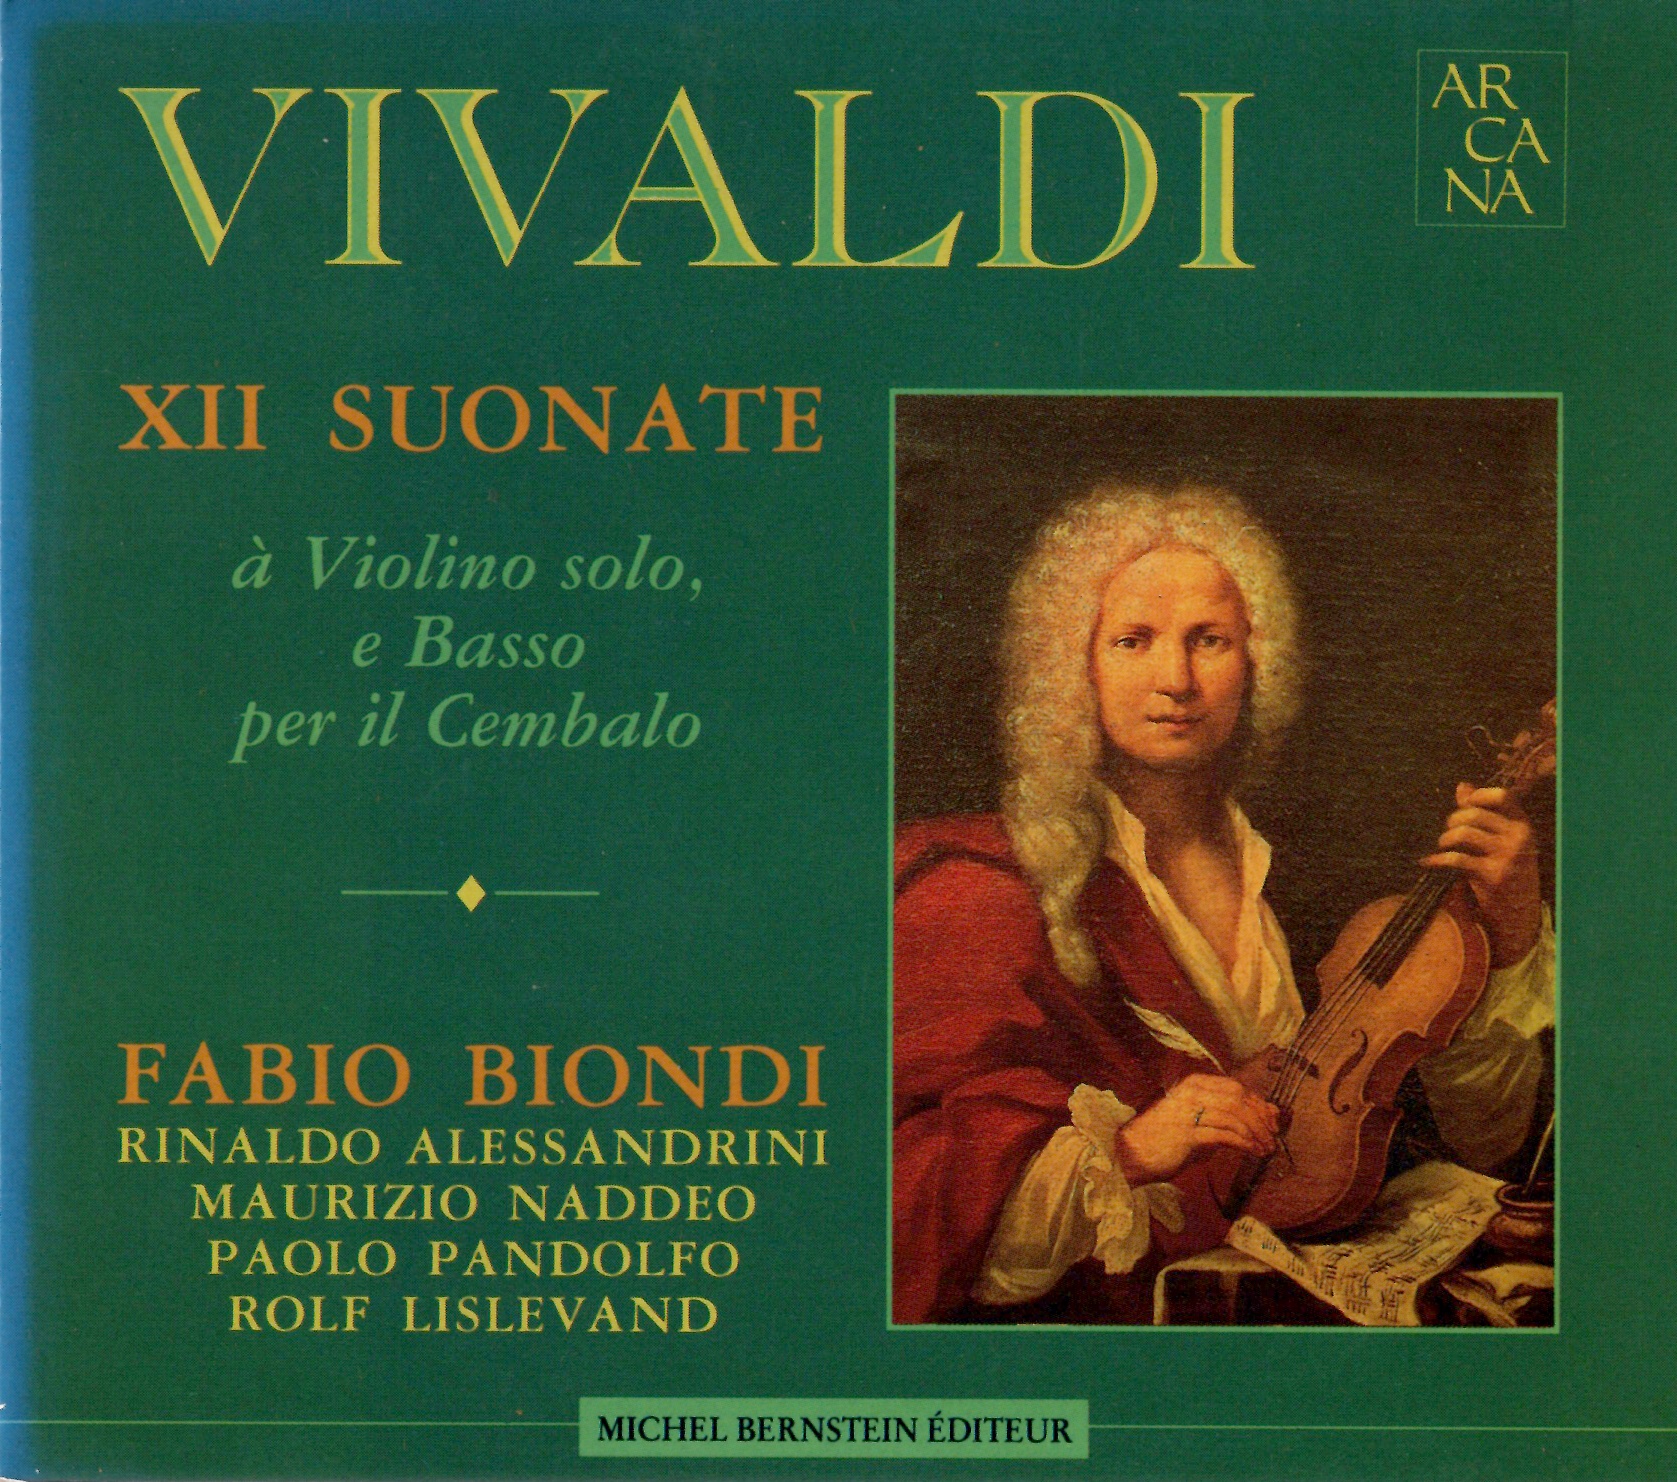 VIVALDI
AR
CA
NA
XII SUONATE
à Violino solo,
e Basso
per il Cembalo
FABIO BIONDI
RINALDO ALESSANDRINI
MAURIZIO NADDEO
PAOLO PANDOLFO
ROLF LISLEVAND
MICHEL BERNSTEIN ÉDITEUR